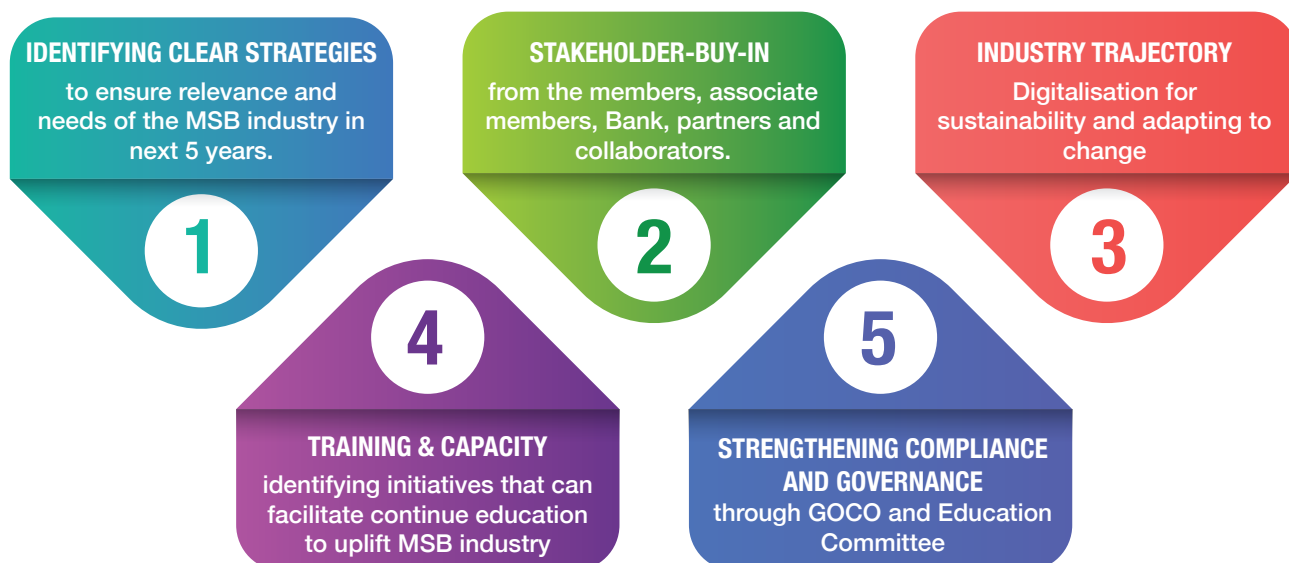 IDENTIFYING CLEAR STRATEGIES
to ensure relevance and
needs of the MSB industry in
next 5 years.
1
STAKEHOLDER-BUY-IN
from the members, associate
members, Bank, partners and
collaborators.
2
INDUSTRY TRAJECTORY
Digitalisation for
sustainability and adapting to
change
3
4
TRAINING & CAPACITY
identifying initiatives that can
facilitate continue education
to uplift MSB industry
5
STRENGTHENING COMPLIANCE
AND GOVERNANCE
through GOCO and Education
Committee